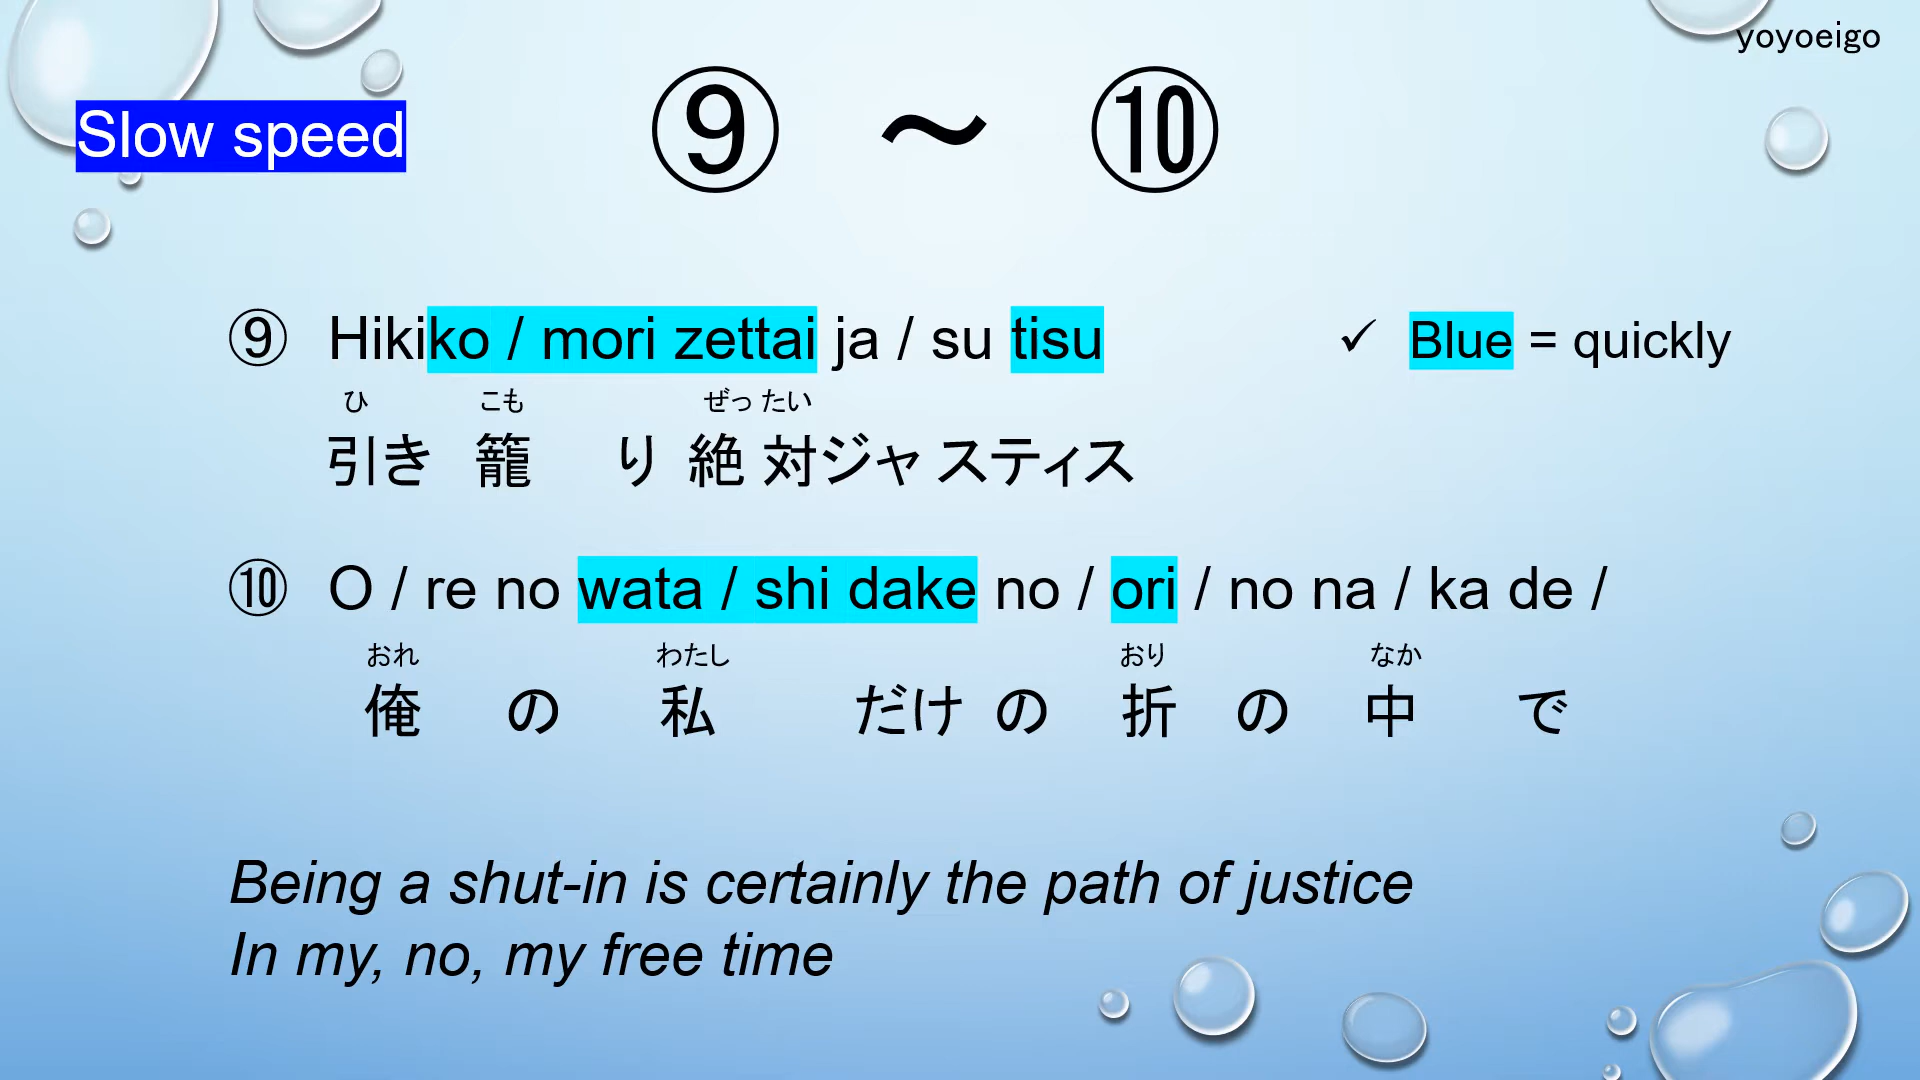 yoyoeigo
Slow speed
⑨ ～ ⑩
⑨ Hikiko / mori zettai ja / su tisu
✓ Blue = quickly
ひ こも ぜっ たい
引き 籠 り 絶 対ジャ スティス
⑩ O / re no wata / shi dake no / ori / no na / ka de /
おれ わたし おり なか
俺 の 私 だけ の 折 の 中 で
Being a shut-in is certainly the path of justice
In my, no, my free time